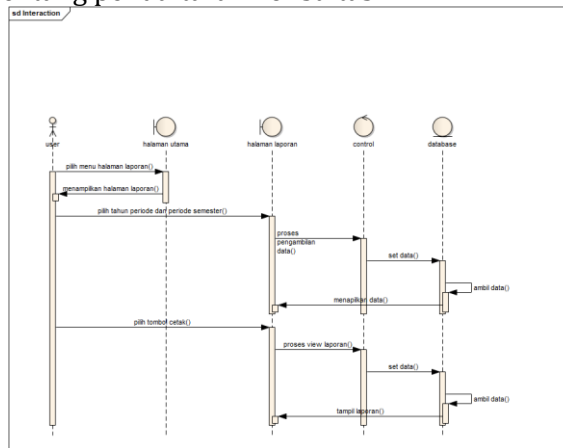 sd Interaction
user
halaman utama
halaman laporan
control
database
pilih menu halaman laporan()
menampilkan halaman laporan()
pilih tahun periode dan periode semester()
proses
pengambilan
data()
set data()
ambil data()
menapilkan data()
pilih tombol cetak()
proses view laporan()
set data()
ambil data()
tampil laporan()